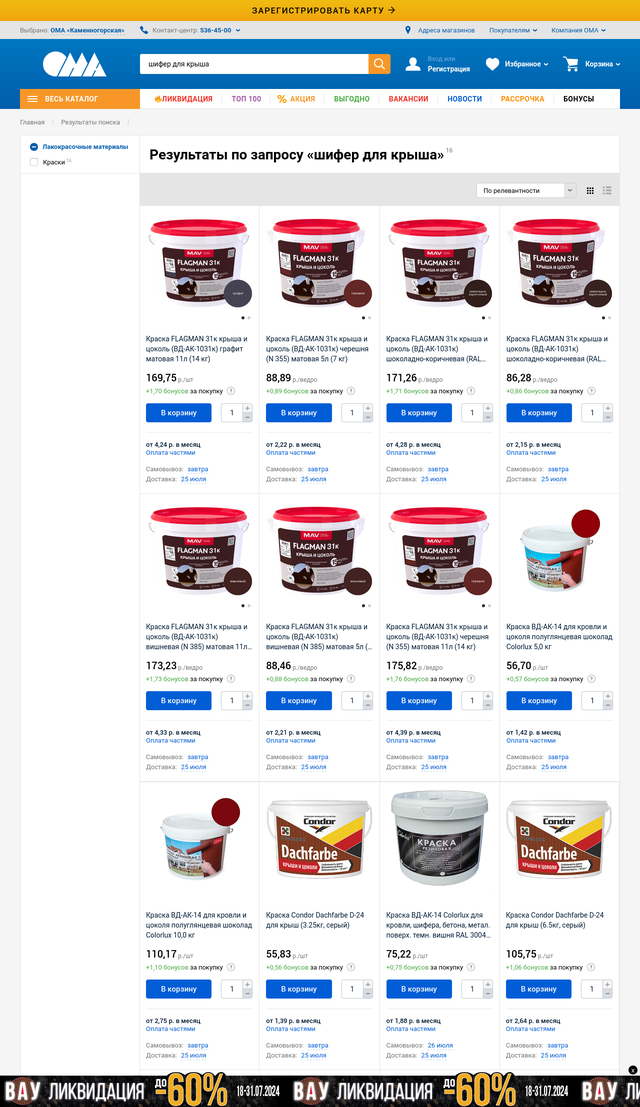 ЗАРЕГИСТРИРОВАТЬ КАРТУ →
Выбрано: ОМА «Каменногорская»
Контакт-центр: 536-45-00
Адреса магазинов
Покупателям
Компания ОМА
ОМА
шифер для крыша
Вход или
Регистрация
Избранное
Корзина
ВЕСЬ КАТАЛОГ
ЛИКВИДАЦИЯ
ТОП 100
% АКЦИЯ
ВЫГОДНО
ВАКАНСИИ
НОВОСТИ
РАССРОЧКА
БОНУСЫ
Главная / Результаты поиска /
Лакокрасочные материалы
Краски 16
Результаты по запросу «шифер для крыша» 16
По релевантности
Краска FLAGMAN 31к крыша и
цоколь (ВД-АК-1031к) графит
матовая 11л (14 кг)
169,75 р./шт
+1,70 бонусов за покупку
В корзину
1
от 4,24 р. в месяц
Оплата частями
Самовывоз: завтра
Доставка: 25 июля
Краска FLAGMAN 31к крыша и
цоколь (ВД-АК-1031к) черешня
(N 355) матовая 5л (7 кг)
88,89 р./ведро
+0,89 бонусов за покупку
В корзину
1
от 2,22 р. в месяц
Оплата частями
Самовывоз: завтра
Доставка: 25 июля
Краска FLAGMAN 31к крыша и
цоколь (ВД-АК-1031к)
шоколадно-коричневая (RAL...
171,26 р./ведро
+1,71 бонусов за покупку
В корзину
1
от 4,28 р. в месяц
Оплата частями
Самовывоз: завтра
Доставка: 25 июля
Краска FLAGMAN 31к крыша и
цоколь (ВД-АК-1031к)
шоколадно-коричневая (RAL...
86,28 р./ведро
+0,86 бонусов за покупку
В корзину
1
от 2,15 р. в месяц
Оплата частями
Самовывоз: завтра
Доставка: 25 июля
Краска FLAGMAN 31к крыша и
цоколь (ВД-АК-1031к)
вишневая (N 385) матовая 11л...
173,23 р./ведро
+1,73 бонусов за покупку
В корзину
1
от 4,33 р. в месяц
Оплата частями
Самовывоз: завтра
Доставка: 25 июля
Краска FLAGMAN 31к крыша и
цоколь (ВД-АК-1031к)
вишневая (N 385) матовая 5л (...
88,46 р./ведро
+0,88 бонусов за покупку
В корзину
1
от 2,21 р. в месяц
Оплата частями
Самовывоз: завтра
Доставка: 25 июля
Краска FLAGMAN 31к крыша и
цоколь (ВД-АК-1031к) черешня
(N 355) матовая 11л (14 кг)
175,82 р./ведро
+1,76 бонусов за покупку
В корзину
1
от 4,39 р. в месяц
Оплата частями
Самовывоз: завтра
Доставка: 25 июля
Краска ВД-АК-14 для кровли и
цоколя полуглянцевая шоколад
Colorlux 5,0 кг
56,70 р./шт
+0,57 бонусов за покупку
В корзину
1
от 1,42 р. в месяц
Оплата частями
Самовывоз: завтра
Доставка: 25 июля
Краска ВД-АК-14 для кровли и
цоколя полуглянцевая шоколад
Colorlux 10,0 кг
110,17 р./шт
+1,10 бонусов за покупку
В корзину
1
от 2,75 р. в месяц
Оплата частями
Самовывоз: завтра
Доставка: 25 июля
Краска Condor Dachfarbe D-24
для крыш (3.25кг, серый)
55,83 р./шт
+0,56 бонусов за покупку
В корзину
1
от 1,39 р. в месяц
Оплата частями
Самовывоз: завтра
Доставка: 25 июля
Краска ВД-АК-14 Colorlux для
кровли, шифера, бетона, метал.
поверх. темн. вишня RAL 3004...
75,22 р./шт
+0,75 бонусов за покупку
В корзину
1
от 1,88 р. в месяц
Оплата частями
Самовывоз: 26 июля
Доставка: 25 июля
Краска Condor Dachfarbe D-24
для крыш (6.5кг, серый)
105,75 р./шт
+1,06 бонусов за покупку
В корзину
1
от 2,64 р. в месяц
Оплата частями
Самовывоз: завтра
Доставка: 25 июля
ВАУ ЛИКВИДАЦИЯ до -60% 18-31.07.2024 ВАУ ЛИКВИДАЦИЯ до -60% 18-31.07.2024 ВАУ Л